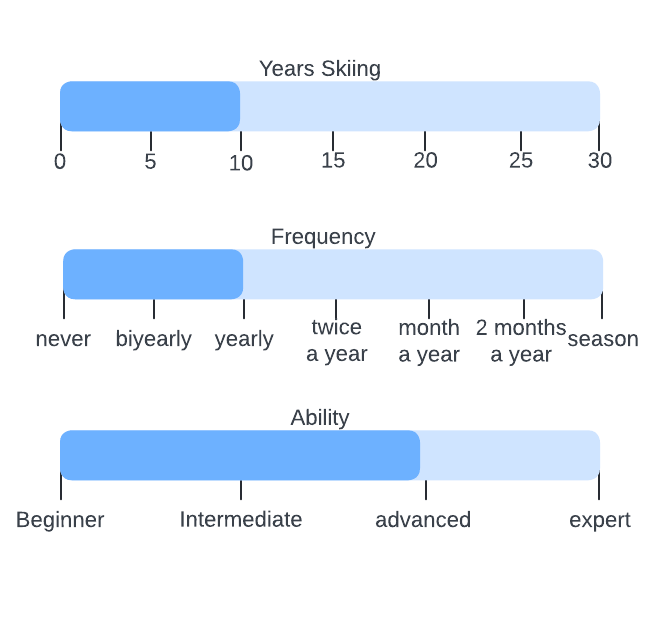 Years Skiing
0 5 10 15 20 25 30
Frequency
never biyearly yearly twice a year month a year 2 months a year season
Ability
Beginner Intermediate advanced expert